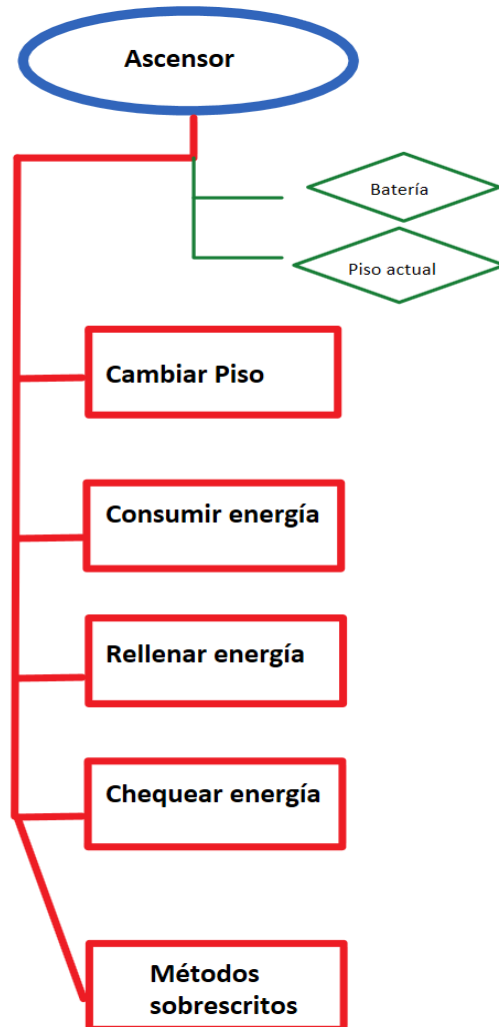 Ascensor
Batería
Piso actual
Cambiar Piso
Consumir energía
Rellenar energía
Chequear energía
Métodos
sobrescritos